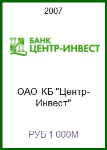 2007
БАНК
ЦЕНТР-ИНВЕСТ
ОАО КБ "Центр-
Инвест"
РУБ 1 000М